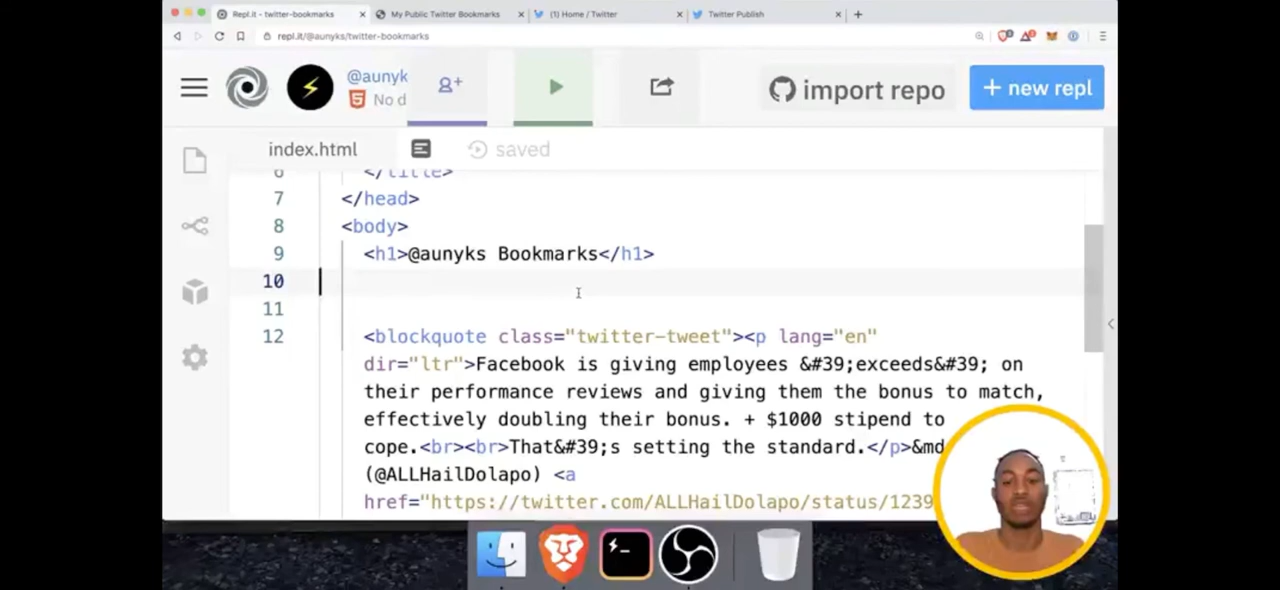 Repl.it - twitter-bookmarks
My Public Twitter Bookmarks
(1) Home / Twitter
Twitter Publish
repl.it/@aunyks/twitter-bookmarks
@aunyk
No d
import repo
+ new repl
index.html
saved
6 </title>
7 </head>
8 <body>
9 <h1>@aunyks Bookmarks</h1>
10
11
12 <blockquote class="twitter-tweet"><p lang="en"
dir="ltr">Facebook is giving employees &#39;exceeds&#39; on
their performance reviews and giving them the bonus to match,
effectively doubling their bonus. + $1000 stipend to
cope.<br><br>That&#39;s setting the standard.</p>&md
(@ALLHailDolapo) <a
href="https://twitter.com/ALLHailDolapo/status/1239